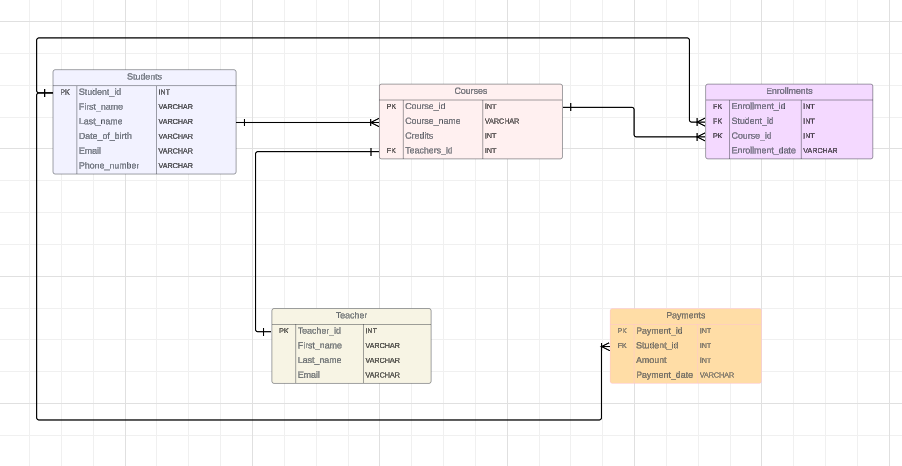 Students
PK Student_id INT
First_name VARCHAR
Last_name VARCHAR
Date_of_birth VARCHAR
Email VARCHAR
Phone_number VARCHAR
Courses
PK Course_id INT
Course_name VARCHAR
Credits INT
FK Teachers_id INT
Enrollments
FK Enrollment_id INT
FK Student_id INT
PK Course_id INT
Enrollment_date VARCHAR
Teacher
PK Teacher_id INT
First_name VARCHAR
Last_name VARCHAR
Email VARCHAR
Payments
PK Payment_id INT
FK Student_id INT
Amount INT
Payment_date VARCHAR